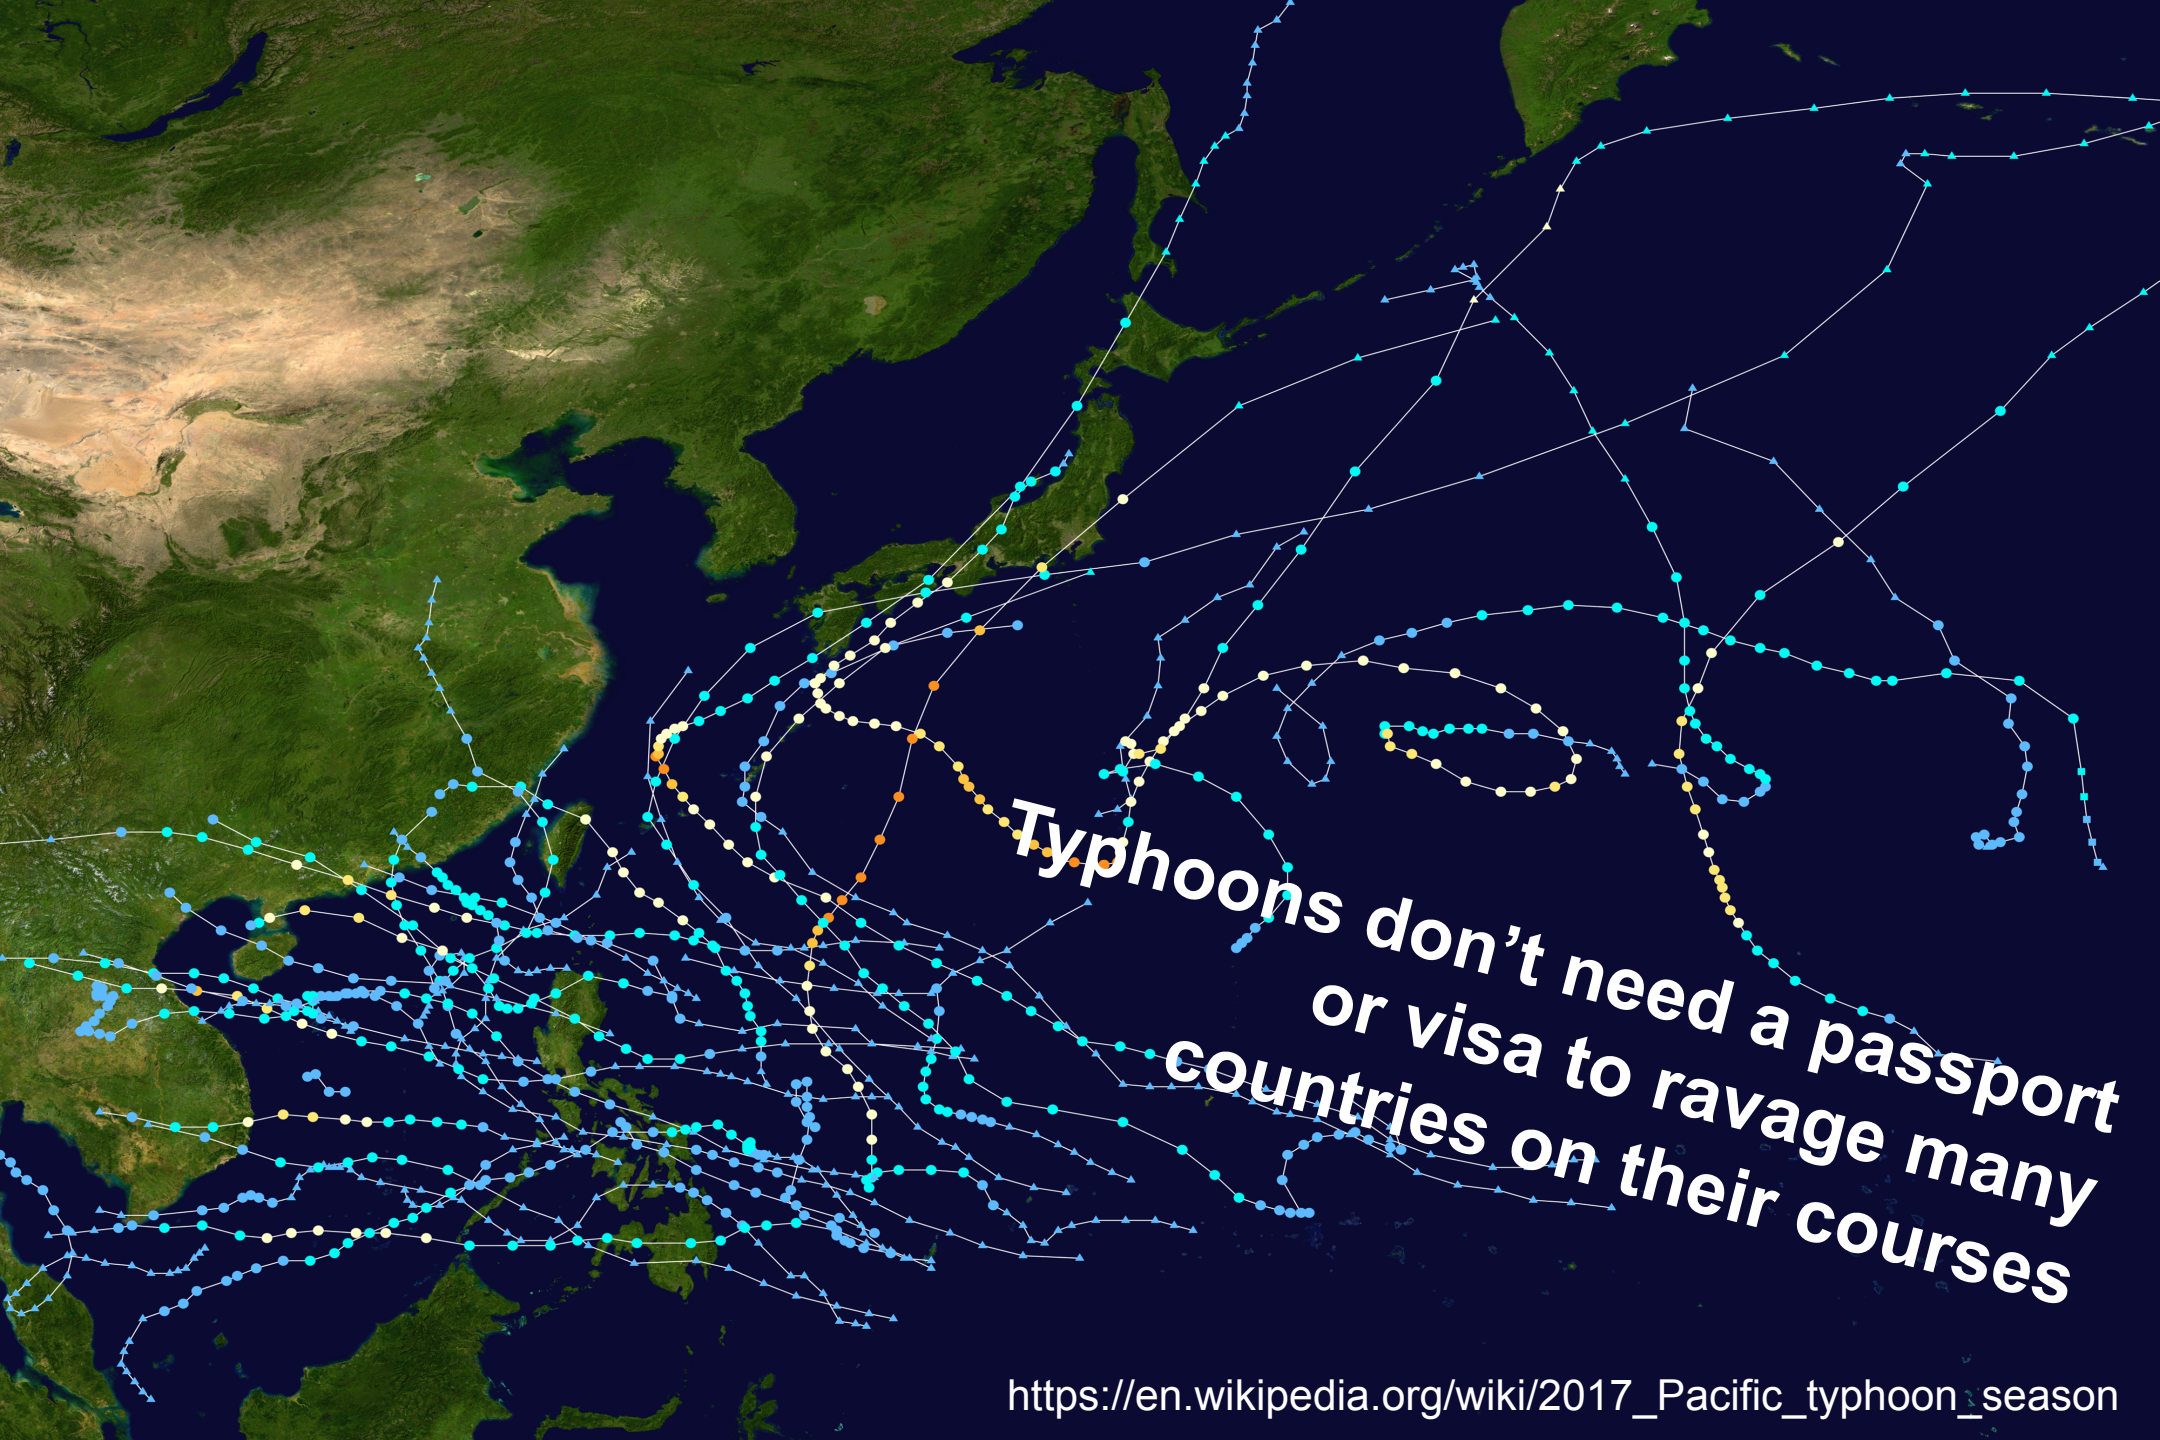 Typhoons don’t need a passport
or visa to ravage many
countries on their courses
https://en.wikipedia.org/wiki/2017_Pacific_typhoon_season